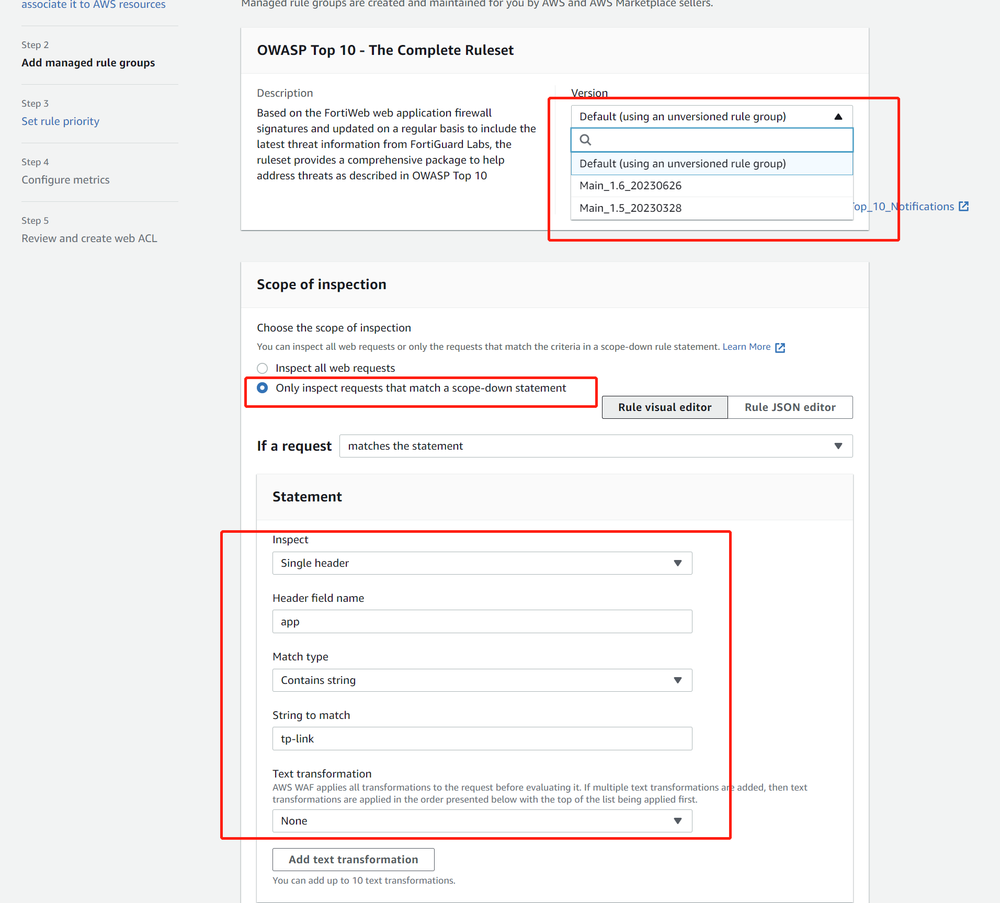 associate it to AWS resources
Step 2
Add managed rule groups
Step 3
Set rule priority
Step 4
Configure metrics
Step 5
Review and create web ACL
Managed rule groups are created and maintained for you by AWS and AWS Marketplace sellers.
OWASP Top 10 - The Complete Ruleset
Description
Based on the FortiWeb web application firewall
signatures and updated on a regular basis to include the
latest threat information from FortiGuard Labs, the
ruleset provides a comprehensive package to help
address threats as described in OWASP Top 10
Version
Default (using an unversioned rule group)
Default (using an unversioned rule group)
Main_1.6_20230626
Main_1.5_20230328
Top_10_Notifications
Scope of inspection
Choose the scope of inspection
You can inspect all web requests or only the requests that match the criteria in a scope-down rule statement. Learn More
Inspect all web requests
Only inspect requests that match a scope-down statement
Rule visual editor
Rule JSON editor
If a request
matches the statement
Statement
Inspect
Single header
Header field name
app
Match type
Contains string
String to match
tp-link
Text transformation
AWS WAF applies all transformations to the request before evaluating it. If multiple text transformations are added, then text
transformations are applied in the order presented below with the top of the list being applied first.
None
Add text transformation
You can add up to 10 text transformations.